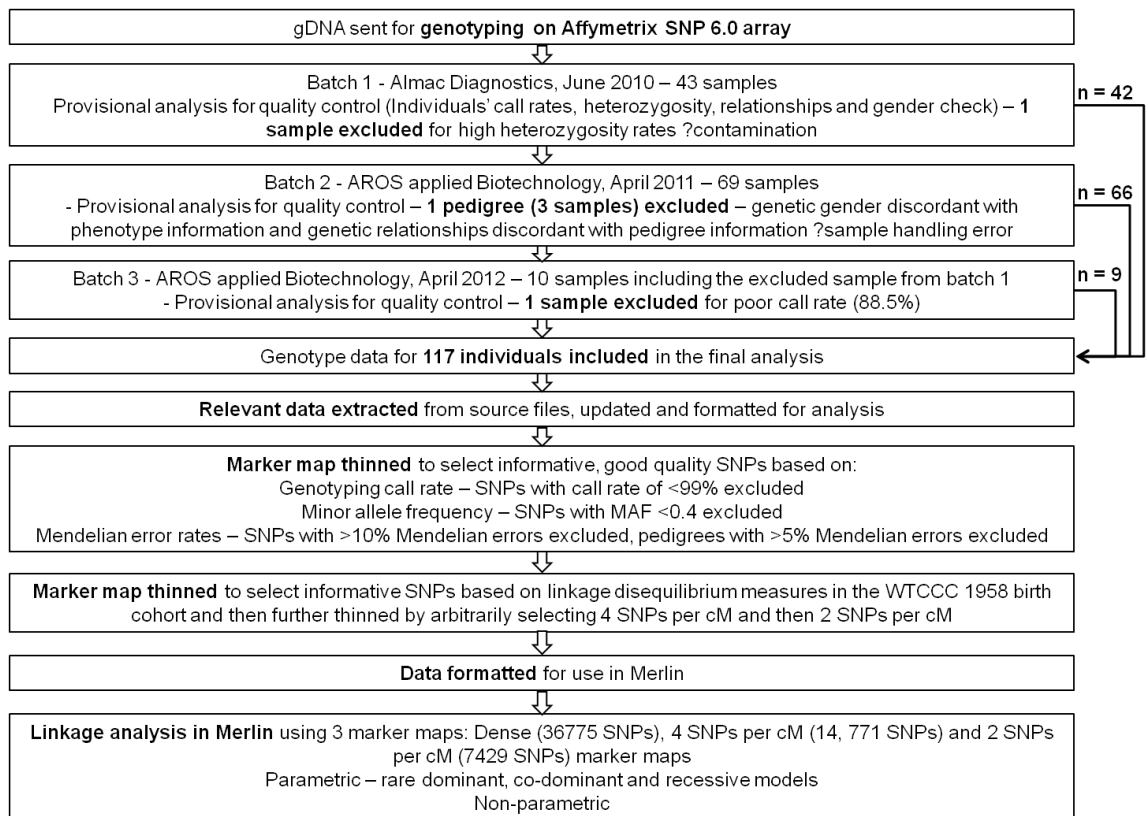 gDNA sent for genotyping on Affymetrix SNP 6.0 array
Batch 1 - Almac Diagnostics, June 2010 – 43 samples
Provisional analysis for quality control (Individuals' call rates, heterozygosity, relationships and gender check) – 1
sample excluded for high heterozygosity rates ?contamination
n = 42
Batch 2 - AROS applied Biotechnology, April 2011 – 69 samples
- Provisional analysis for quality control – 1 pedigree (3 samples) excluded – genetic gender discordant with
phenotype information and genetic relationships discordant with pedigree information ?sample handling error
n = 66
Batch 3 - AROS applied Biotechnology, April 2012 – 10 samples including the excluded sample from batch 1
- Provisional analysis for quality control – 1 sample excluded for poor call rate (88.5%)
n = 9
Genotype data for 117 individuals included in the final analysis
Relevant data extracted from source files, updated and formatted for analysis
Marker map thinned to select informative, good quality SNPs based on:
Genotyping call rate – SNPs with call rate of <99% excluded
Minor allele frequency – SNPs with MAF <0.4 excluded
Mendelian error rates – SNPs with >10% Mendelian errors excluded, pedigrees with >5% Mendelian errors excluded
Marker map thinned to select informative SNPs based on linkage disequilibrium measures in the WTCCC 1958 birth
cohort and then further thinned by arbitrarily selecting 4 SNPs per cM and then 2 SNPs per cM
Data formatted for use in Merlin
Linkage analysis in Merlin using 3 marker maps: Dense (36775 SNPs), 4 SNPs per cM (14, 771 SNPs) and 2 SNPs
per cM (7429 SNPs) marker maps
Parametric – rare dominant, co-dominant and recessive models
Non-parametric